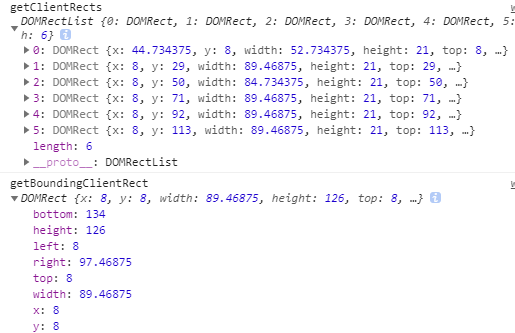 getClientRects
DOMRectList {0: DOMRect, 1: DOMRect, 2: DOMRect, 3: DOMRect, 4: DOMRect, 5:
h: 6}
0: DOMRect {x: 44.734375, y: 8, width: 52.734375, height: 21, top: 8, …}
1: DOMRect {x: 8, y: 29, width: 89.46875, height: 21, top: 29, …}
2: DOMRect {x: 8, y: 50, width: 84.734375, height: 21, top: 50, …}
3: DOMRect {x: 8, y: 71, width: 89.46875, height: 21, top: 71, …}
4: DOMRect {x: 8, y: 92, width: 89.46875, height: 21, top: 92, …}
5: DOMRect {x: 8, y: 113, width: 89.46875, height: 21, top: 113, …}
length: 6
__proto__: DOMRectList
getBoundingClientRect
DOMRect {x: 8, y: 8, width: 89.46875, height: 126, top: 8, …}
bottom: 134
height: 126
left: 8
right: 97.46875
top: 8
width: 89.46875
x: 8
y: 8